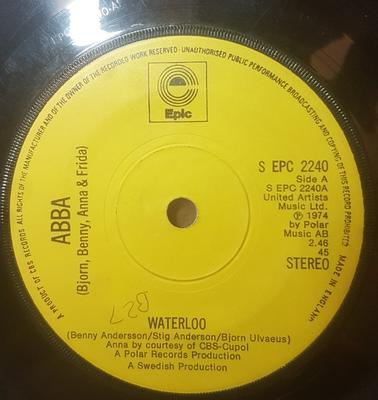 ALL RIGHTS OF THE MANUFACTURER AND OF THE OWNER OF THE RECORDED WORK RESERVED · UNAUTHORISED PUBLIC PERFORMANCE BROADCASTING AND COPYING OF THIS RECORD PROHIBITED
MADE IN ENGLAND
A PRODUCT OF CBS RECORDS
Epic
ABBA
(Bjorn, Benny, Anna & Frida)
S EPC 2240
Side A
S EPC 2240A
United Artists
Music Ltd.
℗ 1974
by Polar
Music AB
2.46
45
STEREO
WATERLOO
(Benny Andersson/Stig Anderson/Bjorn Ulvaeus)
Anna by courtesy of CBS-Cupol
A Polar Records Production
A Swedish Production